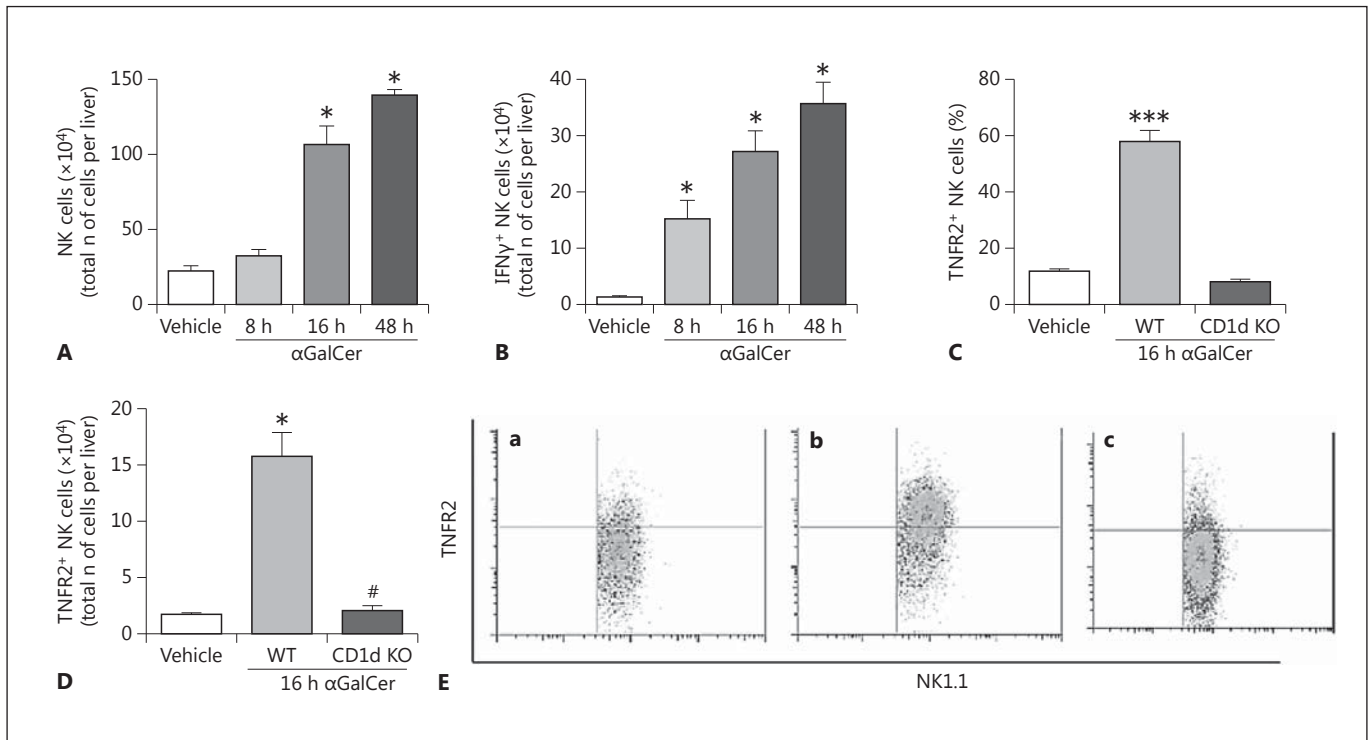 NK cells (×10⁴)
(total n of cells per liver)
150
100
50
0
*
*
Vehicle
8 h
16 h
48 h
αGalCer
A
IFNγ⁺ NK cells (×10⁴)
(total n of cells per liver)
40
30
20
10
0
*
*
*
Vehicle
8 h
16 h
48 h
αGalCer
B
TNFR2⁺ NK cells (%)
80
60
40
20
0
***
Vehicle
WT
CD1d KO
16 h αGalCer
C
TNFR2⁺ NK cells (×10⁴)
(total n of cells per liver)
20
15
10
5
0
*
#
Vehicle
WT
CD1d KO
16 h αGalCer
D
TNFR2
a
b
c
NK1.1
E